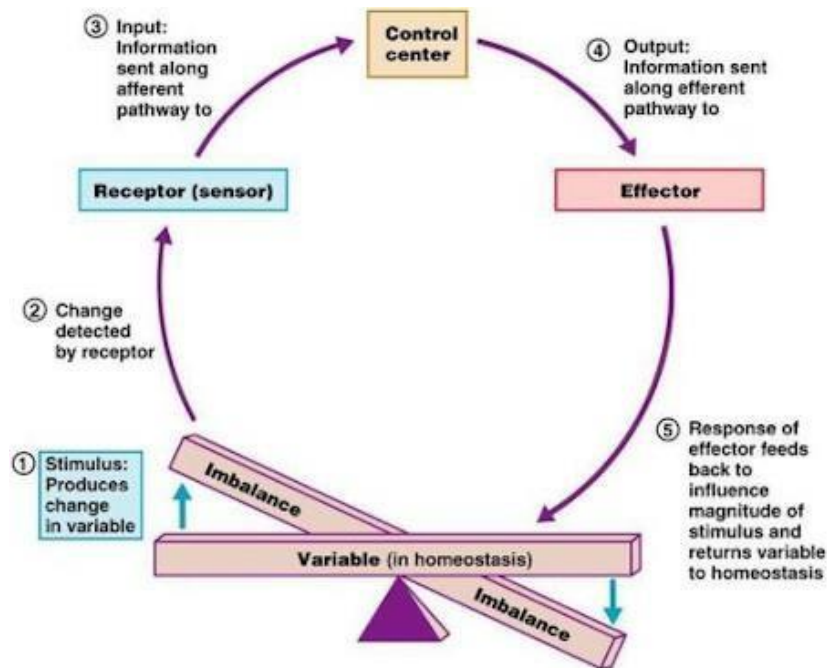 ③ Input:
Information
sent along
afferent
pathway to
Control
center
④ Output:
Information sent
along efferent
pathway to
Receptor (sensor)
Effector
② Change
detected
by receptor
① Stimulus:
Produces
change
in variable
Imbalance
Variable (in homeostasis)
Imbalance
⑤ Response of
effector feeds
back to
influence
magnitude of
stimulus and
returns variable
to homeostasis